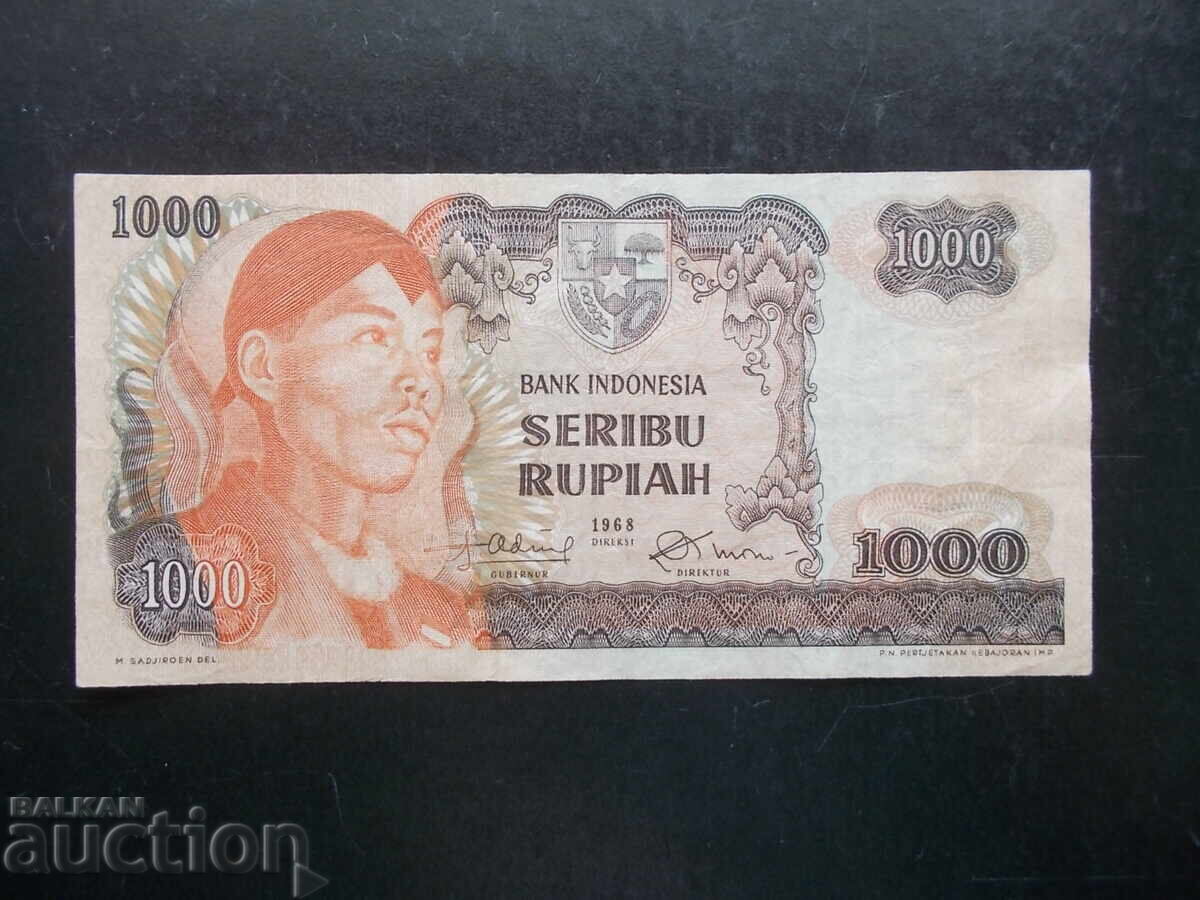 1000
1000
BANK INDONESIA
SERIBU
RUPIAH
1968
DIREKSI
GUBERNUR
DIREKTUR
1000
1000
M. SADJIROEN DEL.
P.N. PERTJETAKAN KEBAJORAN IMP.
BALKAN
auction